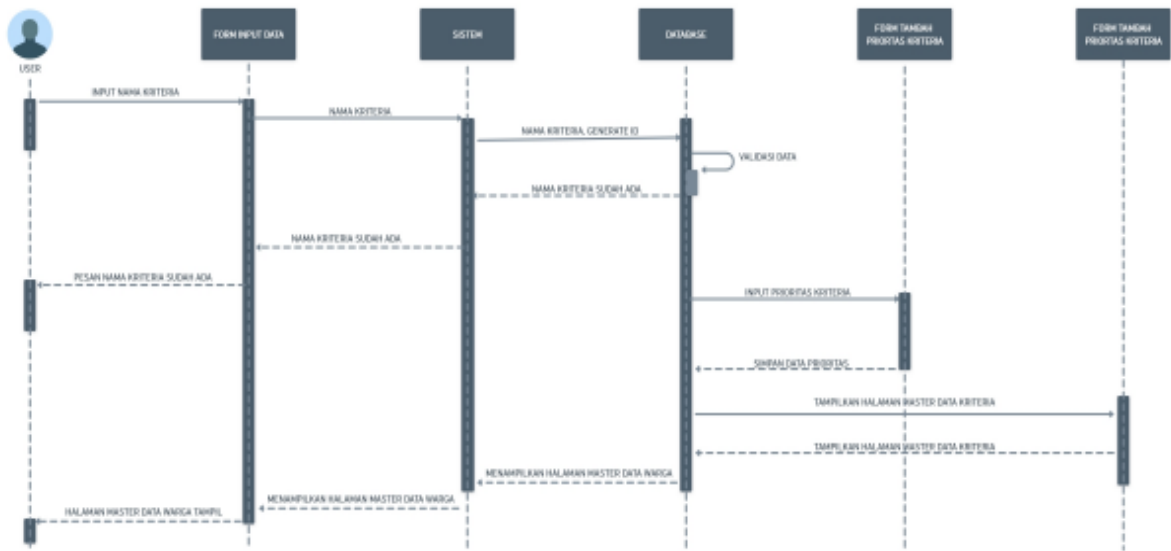 USER
FORM INPUT DATA
SISTEM
DATABASE
FORM TAMBAH
PRIORTAS KRITERIA
FORM TAMBAH
PRIORTAS KRITERIA
INPUT NAMA KRITERIA
NAMA KRITERIA
NAMA KRITERIA, GENERATE ID
VALIDASI DATA
NAMA KRITERIA SUDAH ADA
NAMA KRITERIA SUDAH ADA
PESAN NAMA KRITERIA SUDAH ADA
INPUT PRIORITAS KRITERIA
SIMPAN DATA PRIORITAS
TAMPILKAN HALAMAN MASTER DATA KRITERIA
TAMPILKAN HALAMAN MASTER DATA KRITERIA
MENAMPILKAN HALAMAN MASTER DATA WARGA
MENAMPILKAN HALAMAN MASTER DATA WARGA
HALAMAN MASTER DATA WARGA TAMPIL